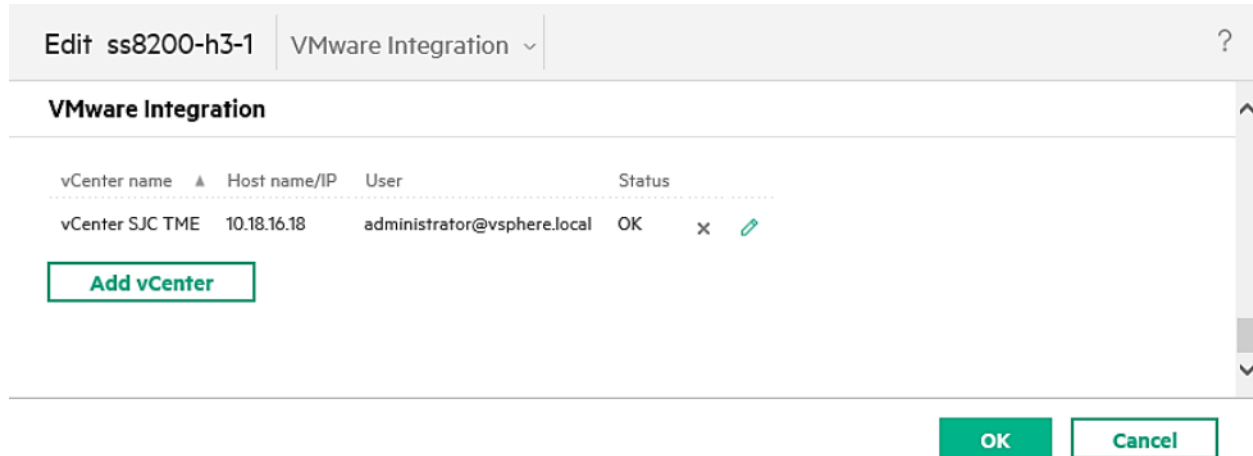 Edit ss8200-h3-1 VMware Integration ?
VMware Integration
vCenter name Host name/IP User Status
vCenter SJC TME 10.18.16.18 administrator@vsphere.local OK
Add vCenter
OK Cancel